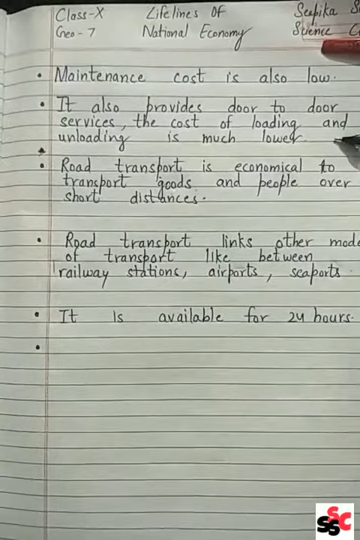 Class-X Lifelines Of
Geo-7 National Economy Science
Maintenance cost is also low.
It also provides door to door
services, the cost of loading and
unloading is much lower
Road transport is economical to
transport goods and people over
short distances.
Road transport links other mode
of transport like between
railway stations, airports, seaports
It is available for 24 hours.
SSC